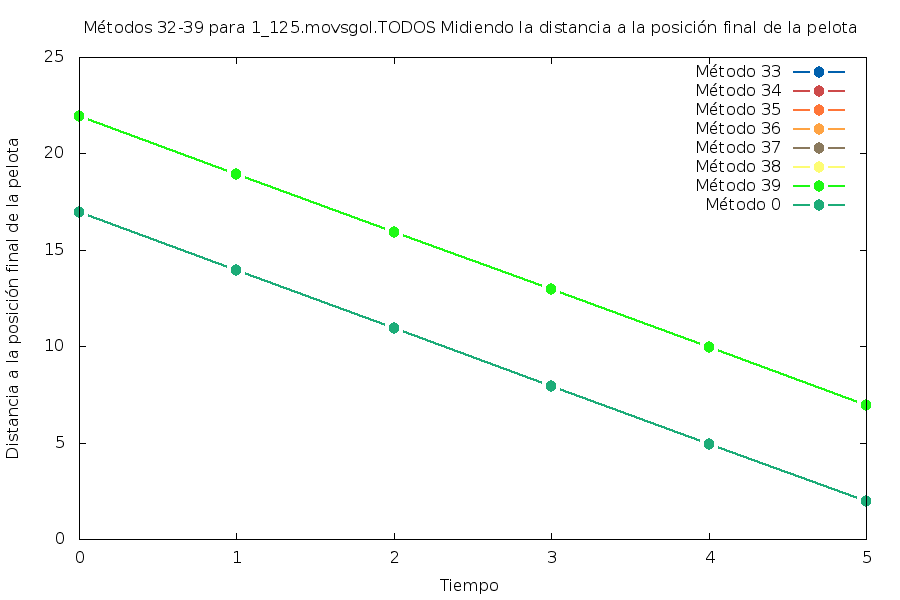 Métodos 32-39 para 1_125.movsgol.TODOS Midiendo la distancia a la posición final de la pelota
25
20
15
10
5
0
Distancia a la posición final de la pelota
Método 33
Método 34
Método 35
Método 36
Método 37
Método 38
Método 39
Método 0
0 1 2 3 4 5
Tiempo